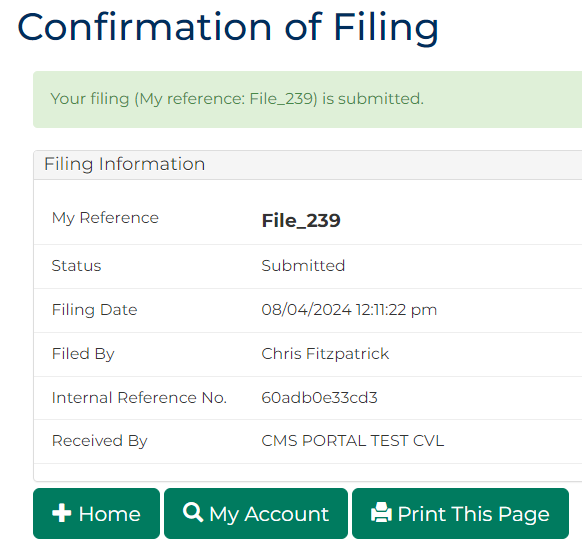 Confirmation of Filing
Your filing (My reference: File_239) is submitted.
Filing Information
My Reference File_239
Status Submitted
Filing Date 08/04/2024 12:11:22 pm
Filed By Chris Fitzpatrick
Internal Reference No. 60adb0e33cd3
Received By CMS PORTAL TEST CVL
Home My Account Print This Page